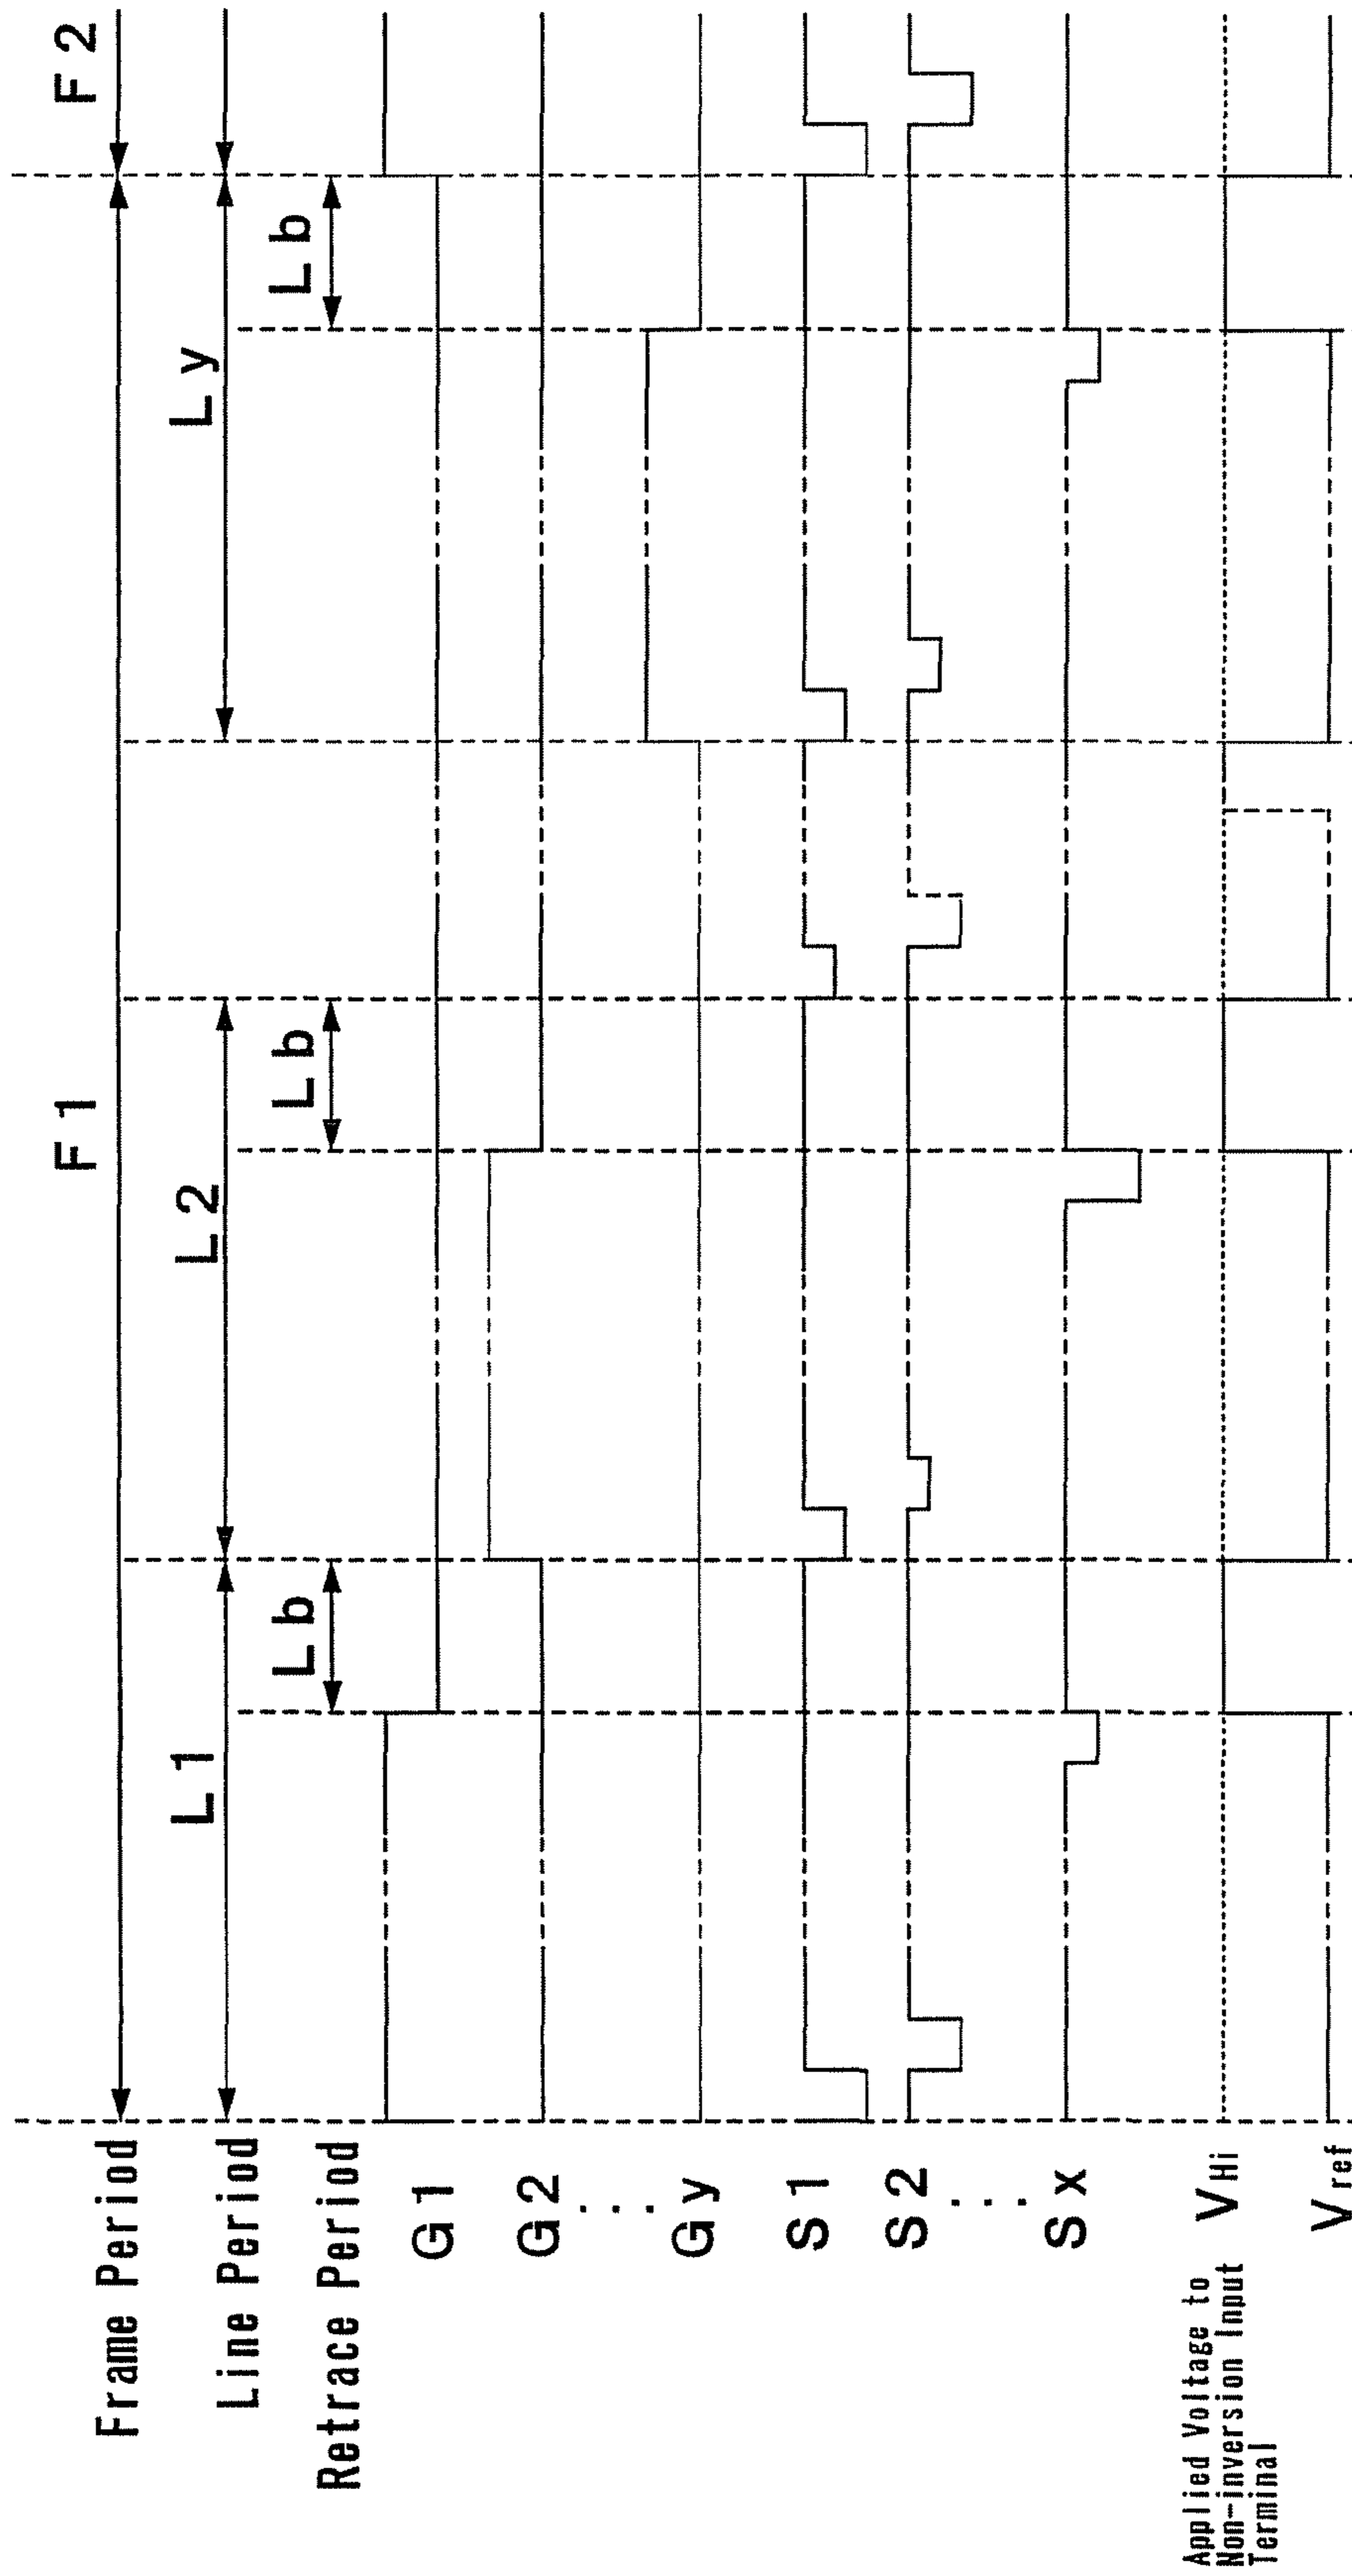 Frame Period F1 F2
Line Period L1 L2 Ly
Retrace Period Lb Lb Lb
G1
G2
⋮
Gy
S1
S2
⋮
Sx
Applied Voltage to
Non-inversion Input
Terminal
VHi
Vref